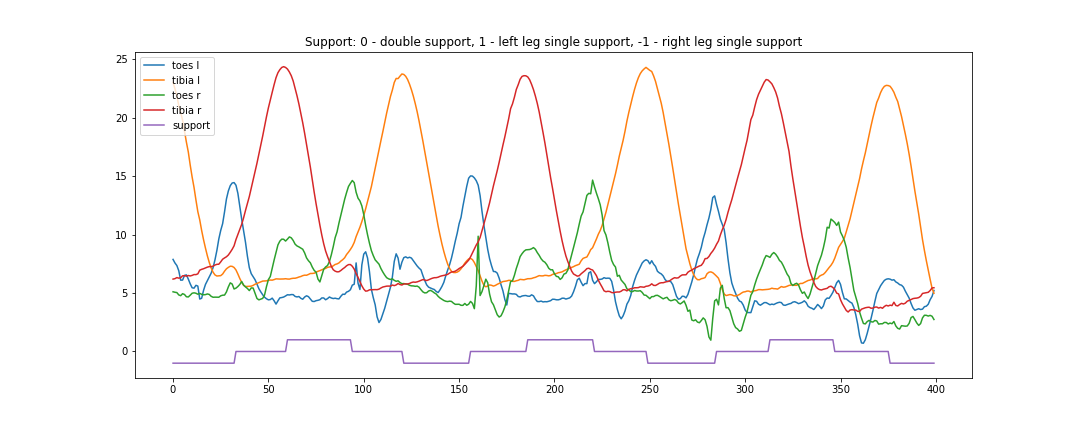 Support: 0 - double support, 1 - left leg single support, -1 - right leg single support
25
20
15
10
5
0
toes l
tibia l
toes r
tibia r
support
0 50 100 150 200 250 300 350 400